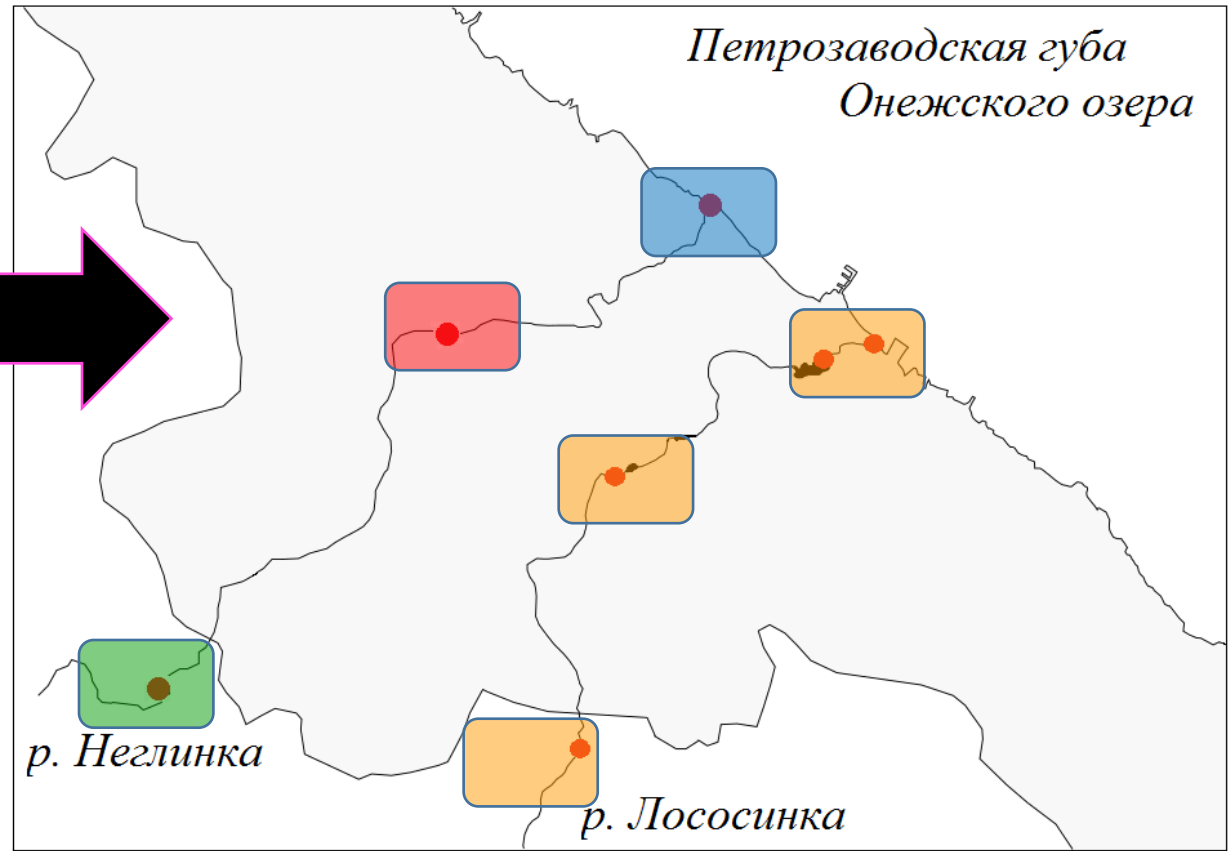 Петрозаводская губа
Онежского озера
р. Неглинка
р. Лососинка